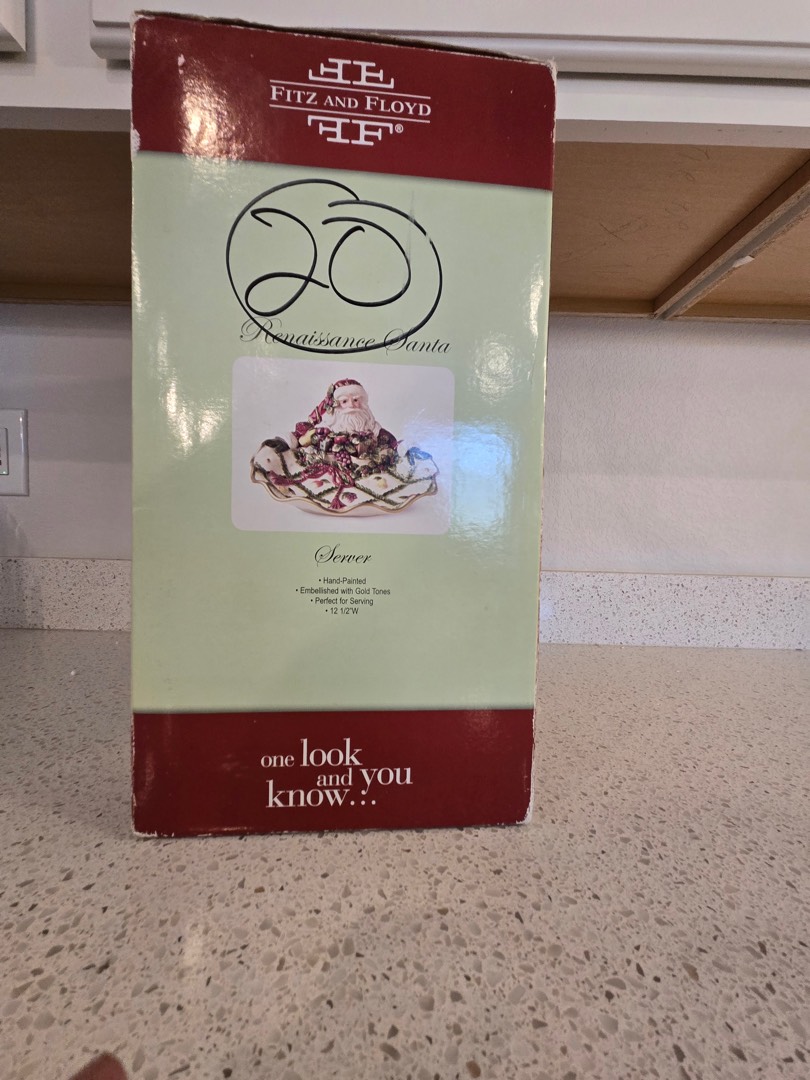 FITZ AND FLOYD
FF®
20
Renaissance Santa
Server
• Hand-Painted
• Embellished with Gold Tones
• Perfect for Serving
• 12 1/2"W
one look
and you
know...